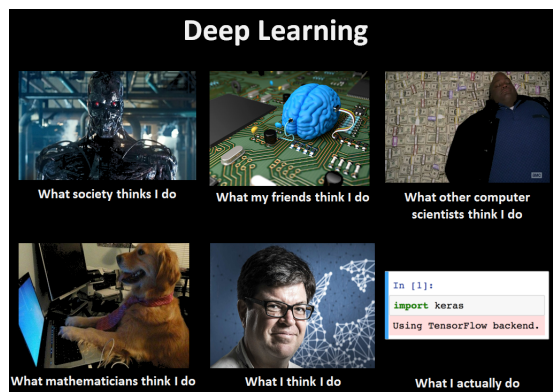 Deep Learning
What society thinks I do
What my friends think I do
What other computer
scientists think I do
What mathematicians think I do
What I think I do
In [1]:
import keras
Using TensorFlow backend.
What I actually do